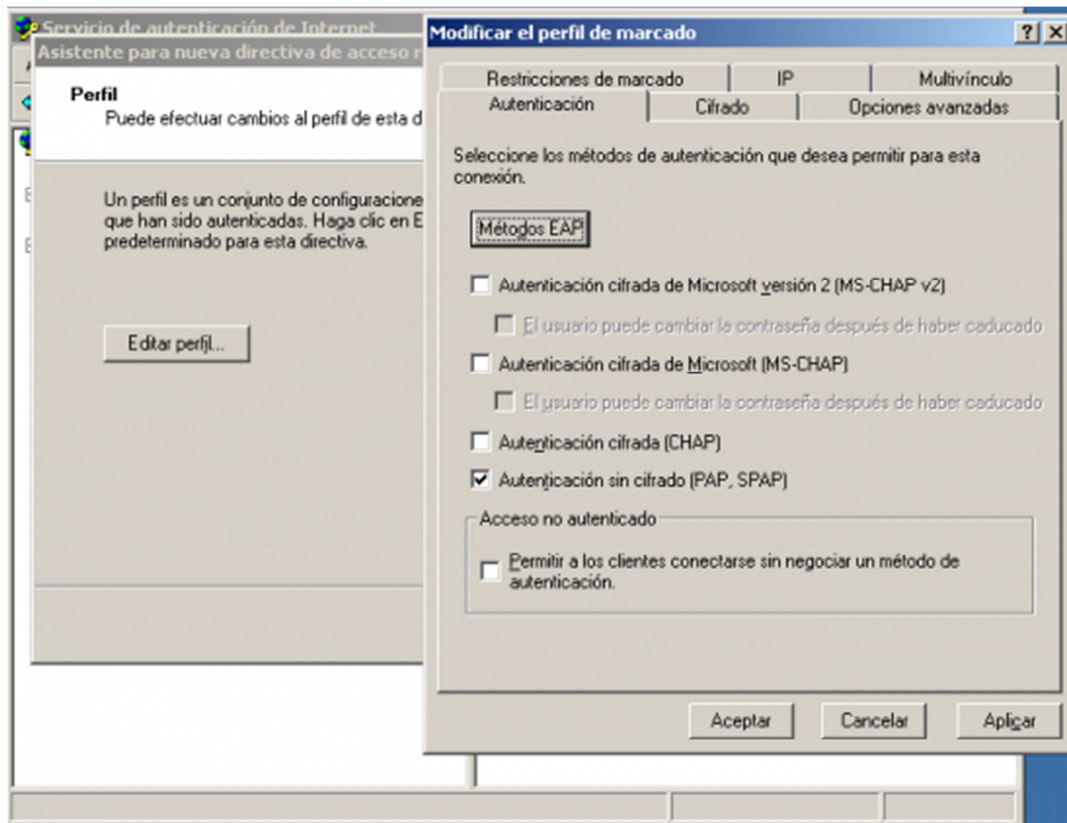 Servicio de autenticación de Internet
Asistente para nueva directiva de acceso r
Perfil
Puede efectuar cambios al perfil de esta d
Un perfil es un conjunto de configuracione
que han sido autenticadas. Haga clic en E
predeterminado para esta directiva.
Editar perfil...
Modificar el perfil de marcado
Restricciones de marcado
IP
Multivínculo
Autenticación
Cifrado
Opciones avanzadas
Seleccione los métodos de autenticación que desea permitir para esta
conexión.
Métodos EAP
Autenticación cifrada de Microsoft versión 2 (MS-CHAP v2)
El usuario puede cambiar la contraseña después de haber caducado
Autenticación cifrada de Microsoft (MS-CHAP)
El usuario puede cambiar la contraseña después de haber caducado
Autenticación cifrada (CHAP)
Autenticación sin cifrado (PAP, SPAP)
Acceso no autenticado
Permitir a los clientes conectarse sin negociar un método de
autenticación.
Aceptar
Cancelar
Aplicar